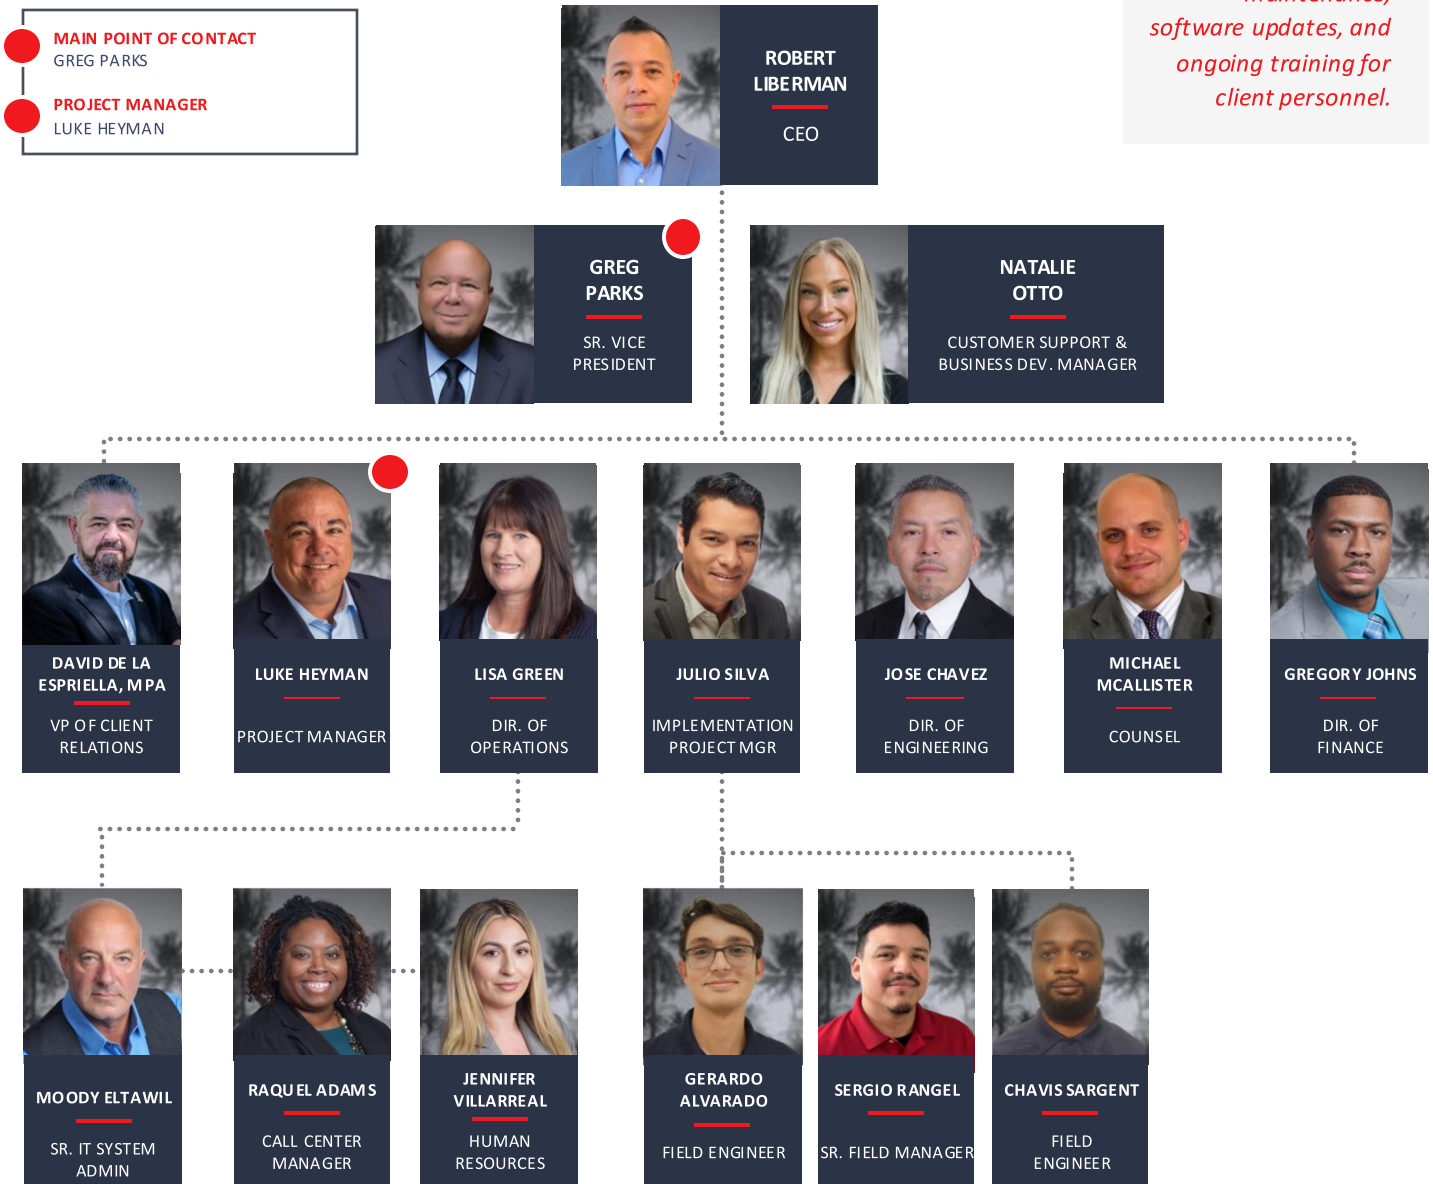 MAIN POINT OF CONTACT
GREG PARKS
PROJECT MANAGER
LUKE HEYMAN
software updates, and
ongoing training for
client personnel.
ROBERT
LIBERMAN
CEO
GREG
PARKS
SR. VICE
PRESIDENT
NATALIE
OTTO
CUSTOMER SUPPORT &
BUSINESS DEV. MANAGER
DAVID DE LA
ESPRIELLA, MPA
VP OF CLIENT
RELATIONS
LUKE HEYMAN
PROJECT MANAGER
LISA GREEN
DIR. OF
OPERATIONS
JULIO SILVA
IMPLEMENTATION
PROJECT MGR
JOSE CHAVEZ
DIR. OF
ENGINEERING
MICHAEL
MCALLISTER
COUNSEL
GREGORY JOHNS
DIR. OF
FINANCE
MOODY ELTAWIL
SR. IT SYSTEM
ADMIN
RAQUEL ADAMS
CALL CENTER
MANAGER
JENNIFER
VILLARREAL
HUMAN
RESOURCES
GERARDO
ALVARADO
FIELD ENGINEER
SERGIO RANGEL
SR. FIELD MANAGER
CHAVIS SARGENT
FIELD
ENGINEER